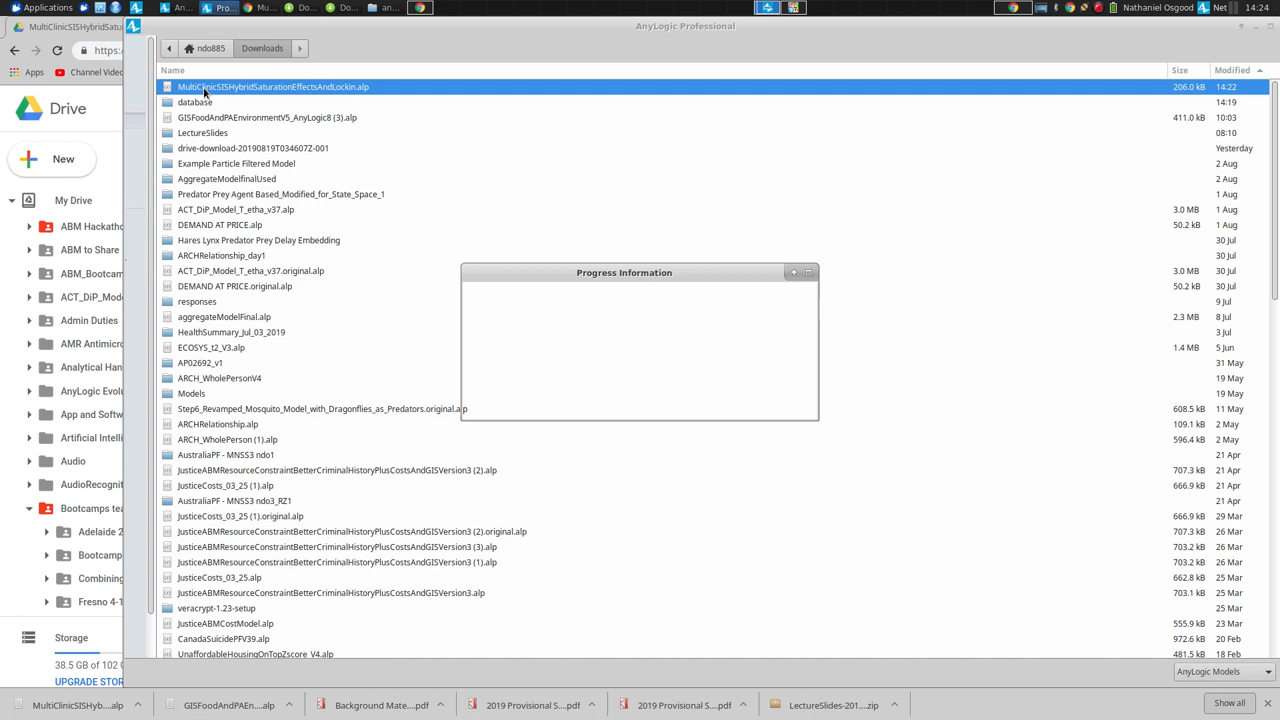 Applications An... Pro... Mu... Do... Do... an... Nathaniel Osgood Net 14:24
MultiClinicSISHybridSatur
AnyLogic Professional
https:
Apps Channel Video
Drive
New
My Drive
ABM Hackatho
ABM to Share
ABM_Bootcam
ACT_DiP_Mode
Admin Duties
AMR Antimicro
Analytical Han
AnyLogic Evolu
App and Softw
Artificial Intelli
Audio
AudioRecognit
Bootcamps tea
Adelaide 2
Bootcamp
Combining
Fresno 4-1
Storage
38.5 GB of 102 G
UPGRADE STOR
ndo885 Downloads
Name Size Modified
MultiClinicSISHybridSaturationEffectsAndLockin.alp 206.0 kB 14:22
database 14:19
GISFoodAndPAEnvironmentV5_AnyLogic8 (3).alp 411.0 kB 10:03
LectureSlides 08:10
drive-download-20190819T034607Z-001 Yesterday
Example Particle Filtered Model 2 Aug
AggregateModelfinalUsed 2 Aug
Predator Prey Agent Based_Modified_for_State_Space_1 1 Aug
ACT_DiP_Model_T_etha_v37.alp 3.0 MB 1 Aug
DEMAND AT PRICE.alp 50.2 kB 1 Aug
Hares Lynx Predator Prey Delay Embedding 30 Jul
ARCHRelationship_day1 30 Jul
ACT_DiP_Model_T_etha_v37.original.alp 3.0 MB 30 Jul
DEMAND AT PRICE.original.alp 50.2 kB 30 Jul
responses 9 Jul
aggregateModelFinal.alp 2.3 MB 8 Jul
HealthSummary_Jul_03_2019 3 Jul
ECOSYS_t2_V3.alp 1.4 MB 5 Jun
AP02692_v1 31 May
ARCH_WholePersonV4 19 May
Models 19 May
Step6_Revamped_Mosquito_Model_with_Dragonflies_as_Predators.original.alp 608.5 kB 11 May
ARCHRelationship.alp 109.1 kB 2 May
ARCH_WholePerson (1).alp 596.4 kB 2 May
AustraliaPF - MNSS3 ndo1 21 Apr
JusticeABMResourceConstraintBetterCriminalHistoryPlusCostsAndGISVersion3 (2).alp 707.3 kB 21 Apr
JusticeCosts_03_25 (1).alp 666.9 kB 21 Apr
AustraliaPF - MNSS3 ndo3_RZ1 21 Apr
JusticeCosts_03_25 (1).original.alp 666.9 kB 29 Mar
JusticeABMResourceConstraintBetterCriminalHistoryPlusCostsAndGISVersion3 (2).original.alp 707.3 kB 26 Mar
JusticeABMResourceConstraintBetterCriminalHistoryPlusCostsAndGISVersion3 (3).alp 703.2 kB 26 Mar
JusticeABMResourceConstraintBetterCriminalHistoryPlusCostsAndGISVersion3 (1).alp 703.2 kB 26 Mar
JusticeCosts_03_25.alp 662.8 kB 25 Mar
JusticeABMResourceConstraintBetterCriminalHistoryPlusCostsAndGISVersion3.alp 703.1 kB 25 Mar
veracrypt-1.23-setup 25 Mar
JusticeABMCostModel.alp 555.9 kB 23 Mar
CanadaSuicidePFV39.alp 972.6 kB 20 Feb
UnaffordableHousingOnTopZscore_V4.alp 481.5 kB 18 Feb
Progress Information
AnyLogic Models
MultiClinicSISHyb....alp GISFoodAndPAEn....alp Background Mate....pdf 2019 Provisional S....pdf 2019 Provisional S....pdf LectureSlides-201....zip Show all